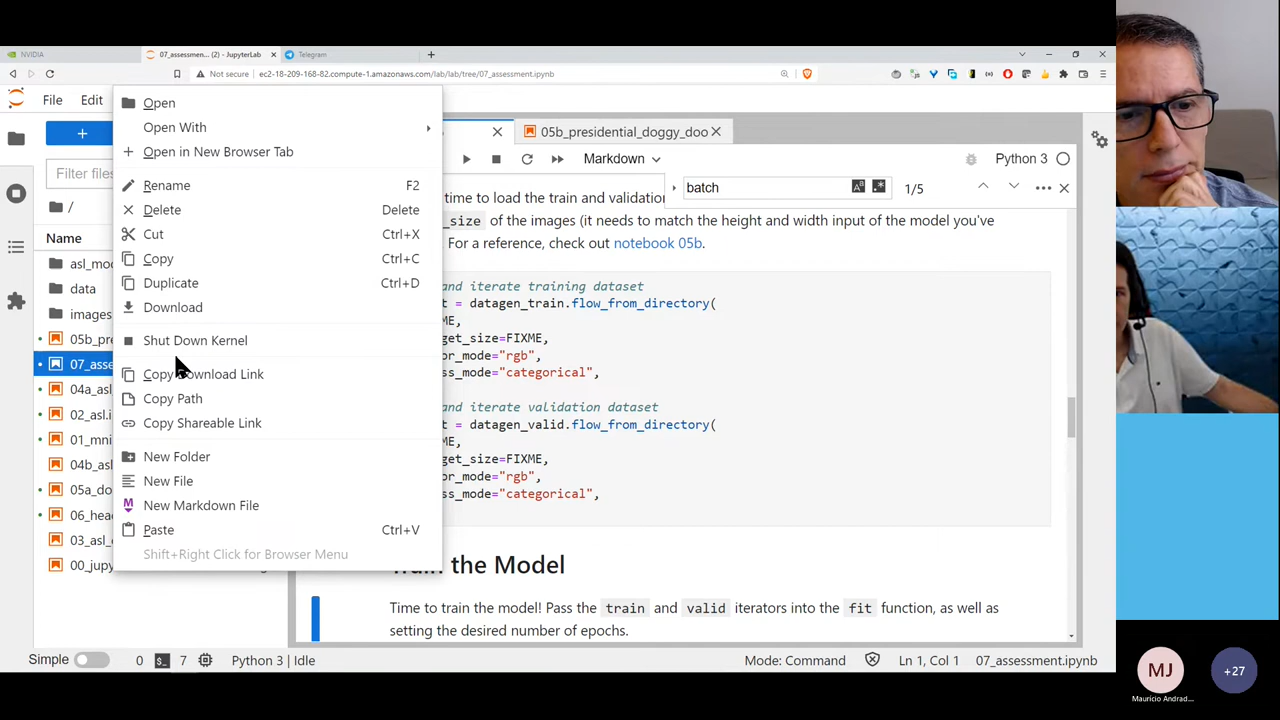 NVIDIA
07_assessmen... (2) - JupyterLab
Telegram
Not secure
ec2-18-209-168-82.compute-1.amazonaws.com/lab/lab/tree/07_assessment.ipynb
File
Edit
05b_presidential_doggy_doo
Markdown
Python 3
Filter files
batch
1/5
/
Name
asl_mod
data
images
05b_pre
07_asse
04a_asl
02_asl.i
01_mni
04b_asl
05a_do
06_hea
03_asl_
00_jupy
Open
Open With
Open in New Browser Tab
Rename F2
Delete Delete
Cut Ctrl+X
Copy Ctrl+C
Duplicate Ctrl+D
Download
Shut Down Kernel
Copy Download Link
Copy Path
Copy Shareable Link
New Folder
New File
New Markdown File
Paste Ctrl+V
Shift+Right Click for Browser Menu
time to load the train and validation
_size of the images (it needs to match the height and width input of the model you've
For a reference, check out notebook 05b.
and iterate training dataset
t = datagen_train.flow_from_directory(
ME,
get_size=FIXME,
or_mode="rgb",
ss_mode="categorical",
and iterate validation dataset
t = datagen_valid.flow_from_directory(
ME,
get_size=FIXME,
or_mode="rgb",
ss_mode="categorical",
the Model
Time to train the model! Pass the train and valid iterators into the fit function, as well as
setting the desired number of epochs.
Simple
0
7
Python 3 | Idle
Mode: Command
Ln 1, Col 1
07_assessment.ipynb
MJ
Maurício Andrad...
+27